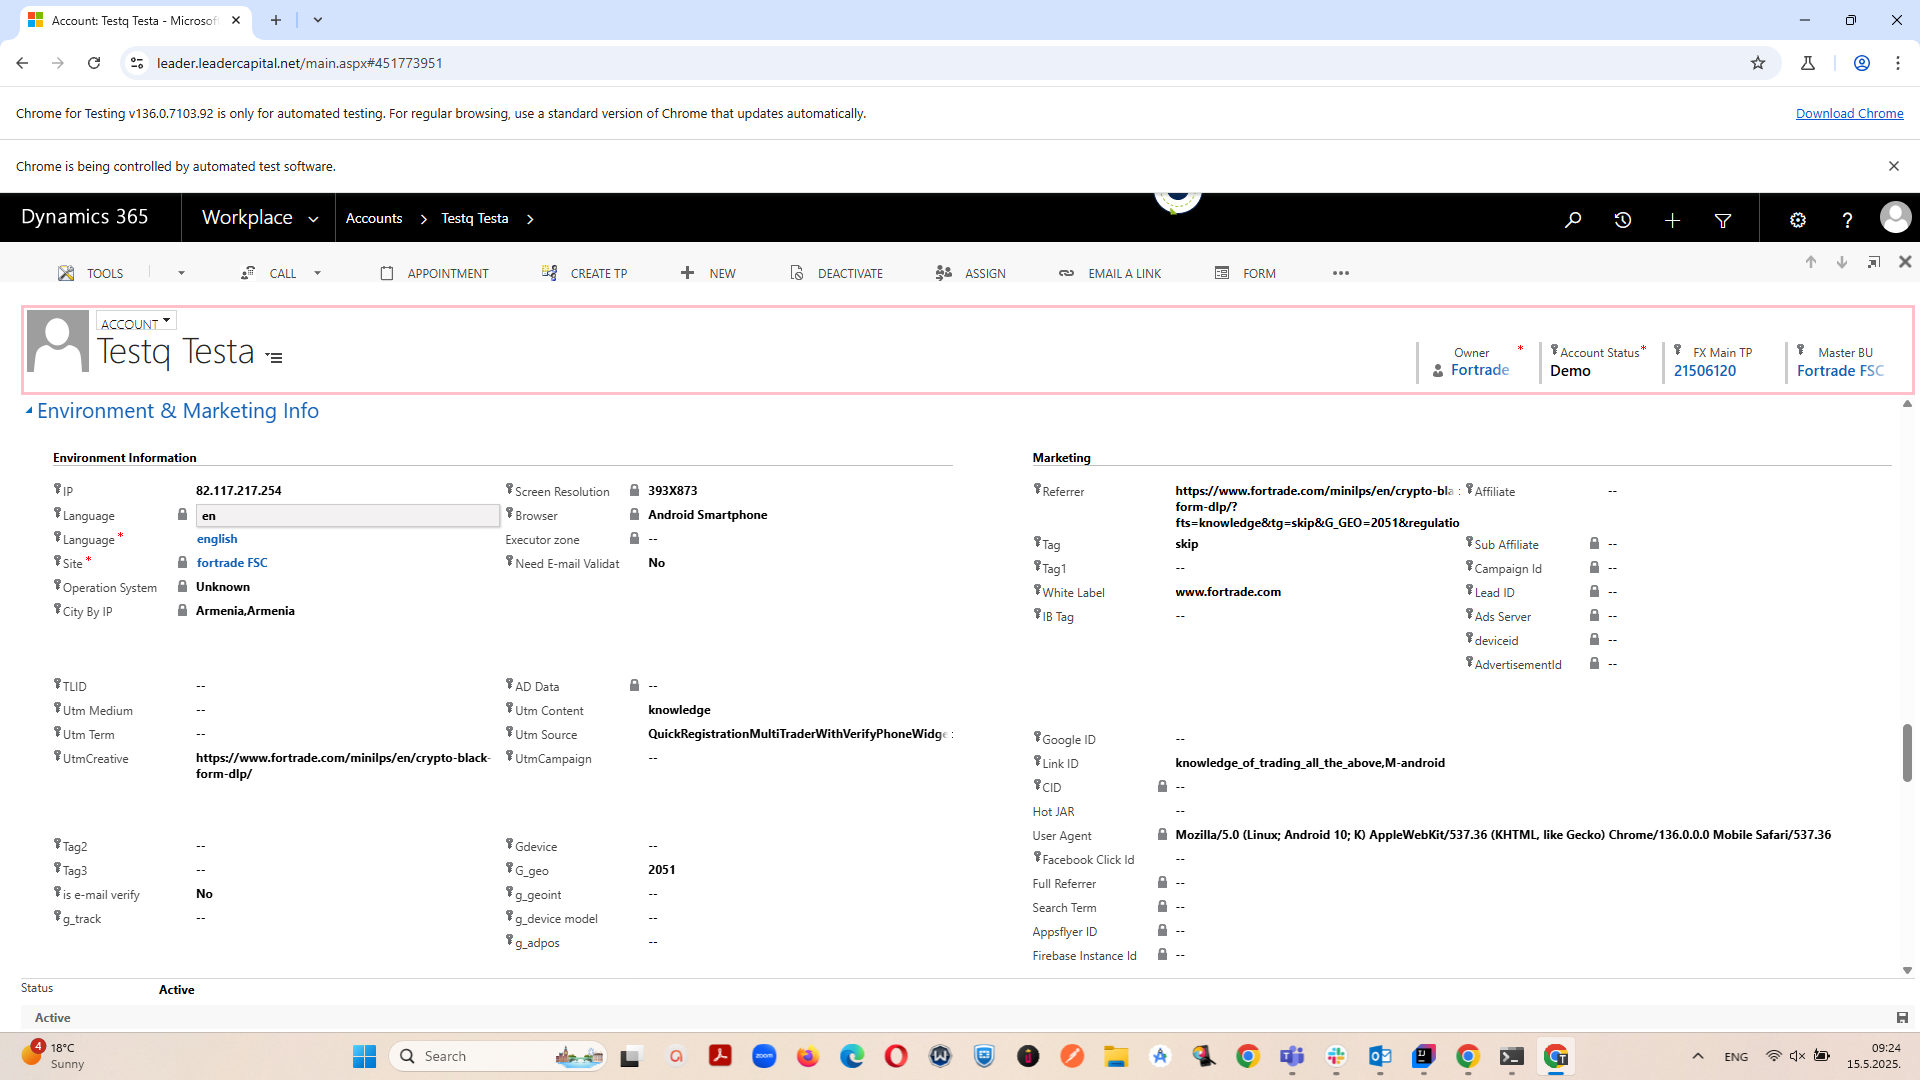 Account: Testq Testa - Microsof
leader.leadercapital.net/main.aspx#451773951
Chrome for Testing v136.0.7103.92 is only for automated testing. For regular browsing, use a standard version of Chrome that updates automatically.
Download Chrome
Chrome is being controlled by automated test software.
Dynamics 365
Workplace
Accounts
Testq Testa
TOOLS
CALL
APPOINTMENT
CREATE TP
NEW
DEACTIVATE
ASSIGN
EMAIL A LINK
FORM
ACCOUNT
Testq Testa
Owner *
Fortrade
Account Status *
Demo
FX Main TP
21506120
Master BU
Fortrade FSC
Environment & Marketing Info
Environment Information
IP 82.117.217.254
Language en
Language * english
Site * fortrade FSC
Operation System Unknown
City By IP Armenia,Armenia
Screen Resolution 393X873
Browser Android Smartphone
Executor zone --
Need E-mail Validat No
TLID --
Utm Medium --
Utm Term --
UtmCreative https://www.fortrade.com/minilps/en/crypto-black-
form-dlp/
AD Data --
Utm Content knowledge
Utm Source QuickRegistrationMultiTraderWithVerifyPhoneWidge
UtmCampaign --
Tag2 --
Tag3 --
is e-mail verify No
g_track --
Gdevice --
G_geo 2051
g_geoint --
g_device model --
g_adpos --
Marketing
Referrer https://www.fortrade.com/minilps/en/crypto-bla
form-dlp/?
fts=knowledge&tg=skip&G_GEO=2051&regulatio
Tag skip
Tag1 --
White Label www.fortrade.com
IB Tag --
Affiliate --
Sub Affiliate --
Campaign Id --
Lead ID --
Ads Server --
deviceid --
AdvertisementId --
Google ID --
Link ID knowledge_of_trading_all_the_above,M-android
CID --
Hot JAR --
User Agent Mozilla/5.0 (Linux; Android 10; K) AppleWebKit/537.36 (KHTML, like Gecko) Chrome/136.0.0.0 Mobile Safari/537.36
Facebook Click Id --
Full Referrer --
Search Term --
Appsflyer ID --
Firebase Instance Id --
Status Active
Active
4
18°C
Sunny
Search
zoom
ENG
09:24
15.5.2025.